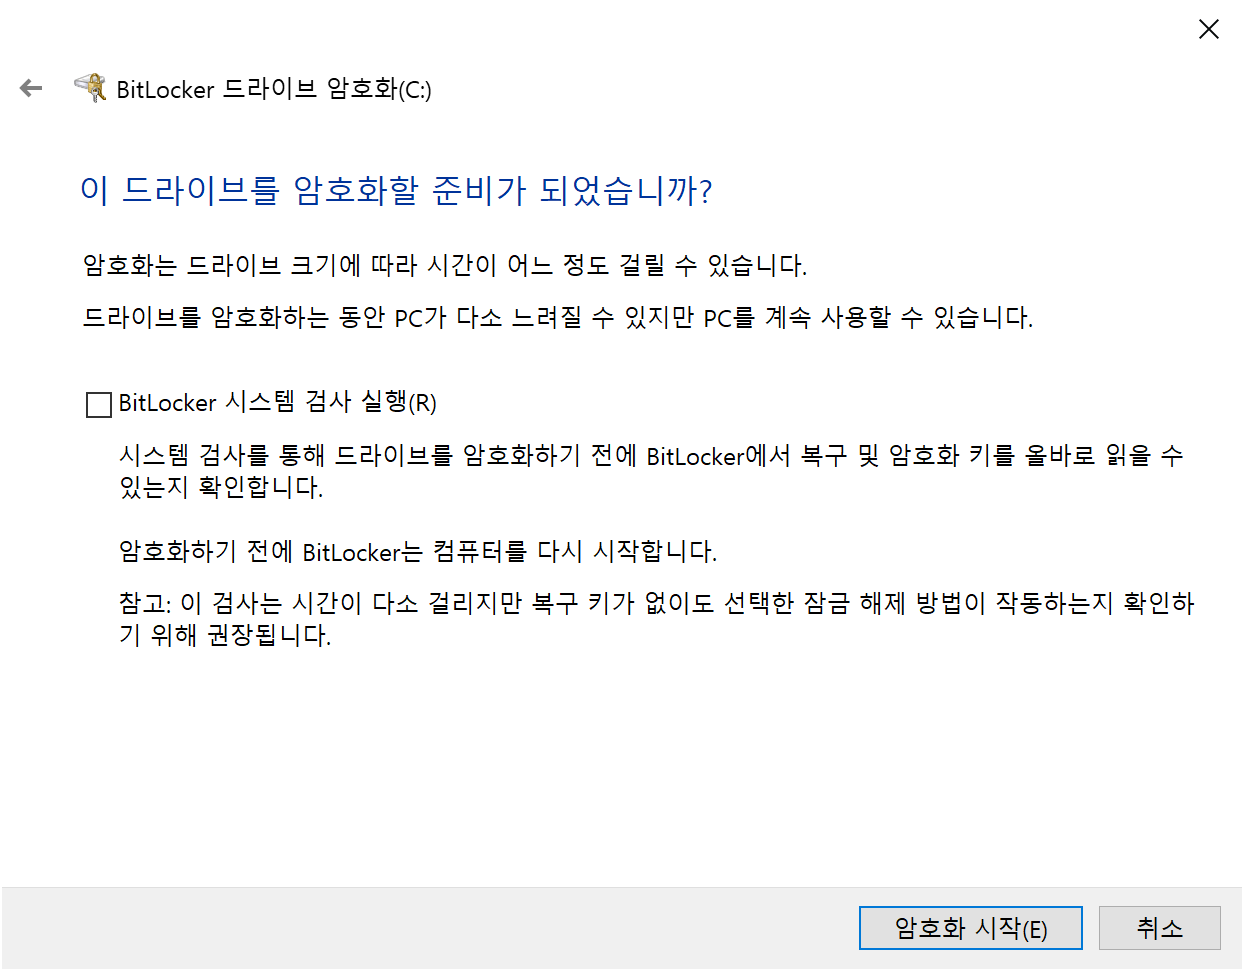 BitLocker 드라이브 암호화(C:)
이 드라이브를 암호화할 준비가 되었습니까?
암호화는 드라이브 크기에 따라 시간이 어느 정도 걸릴 수 있습니다.
드라이브를 암호화하는 동안 PC가 다소 느려질 수 있지만 PC를 계속 사용할 수 있습니다.
BitLocker 시스템 검사 실행(R)
시스템 검사를 통해 드라이브를 암호화하기 전에 BitLocker에서 복구 및 암호화 키를 올바로 읽을 수
있는지 확인합니다.
암호화하기 전에 BitLocker는 컴퓨터를 다시 시작합니다.
참고: 이 검사는 시간이 다소 걸리지만 복구 키가 없이도 선택한 잠금 해제 방법이 작동하는지 확인하
기 위해 권장됩니다.
암호화 시작(E)
취소